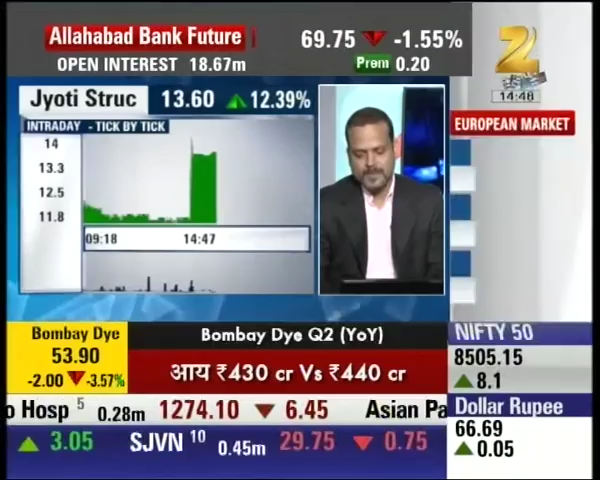 Allahabad Bank Future
69.75 -1.55%
OPEN INTEREST 18.67m
Prem 0.20
14:48
Jyoti Struc 13.60 12.39%
INTRADAY - TICK BY TICK
14
13.3
12.5
11.8
09:18 14:47
EUROPEAN MARKET
Bombay Dye
53.90
-2.00 -3.57%
Bombay Dye Q2 (YoY)
आय ₹430 cr Vs ₹440 cr
NIFTY 50
8505.15
8.1
o Hosp 5 0.28m 1274.10 6.45 Asian Pa
Dollar Rupee
66.69
0.05
3.05 SJVN 10 0.45m 29.75 0.75